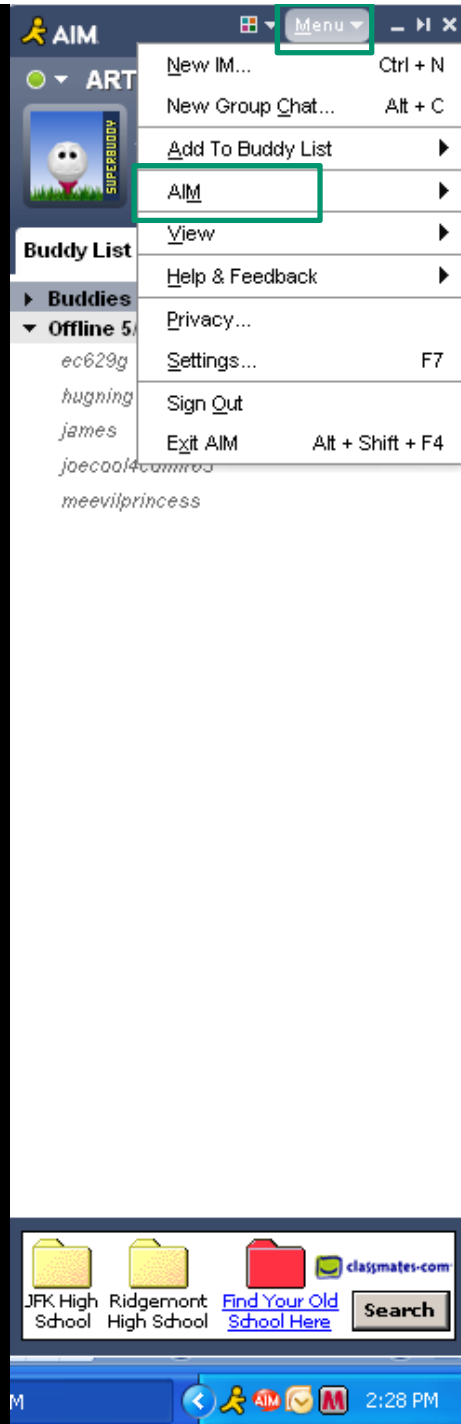 AIM
Menu
ART
SUPERBUDDY
New IM... Ctrl + N
New Group Chat... Alt + C
Add To Buddy List
AIM
View
Help & Feedback
Privacy...
Settings... F7
Sign Out
Exit AIM Alt + Shift + F4
Buddy List
Buddies
Offline 5/
ec629g
hugning
james
meevilprincess
classmates.com
JFK High School
Ridgemont High School
Find Your Old School Here
Search
M
AIM
M
2:28 PM